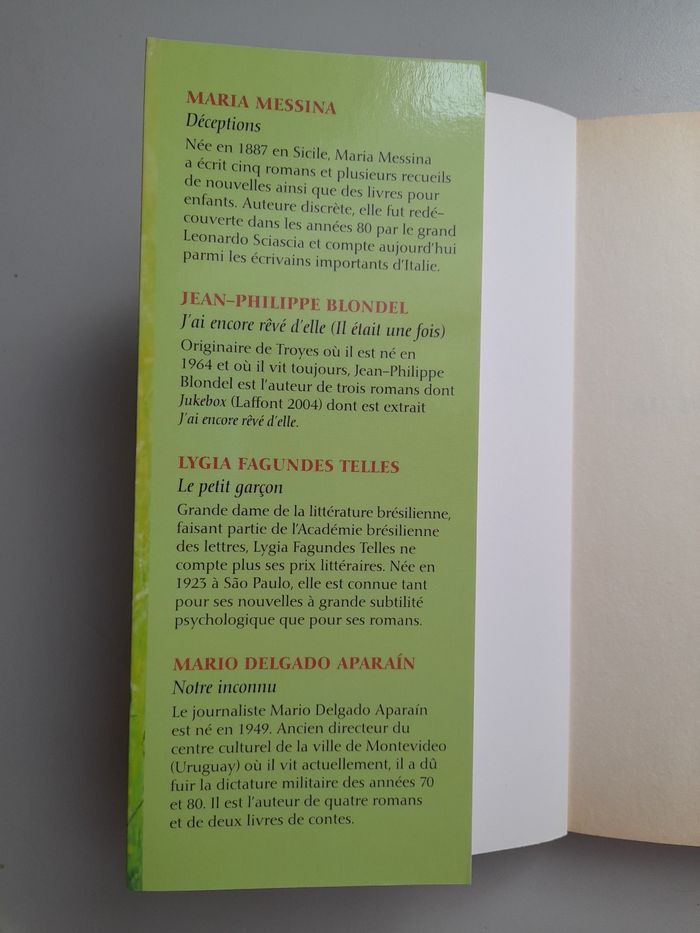 MARIA MESSINA
Déceptions
Née en 1887 en Sicile, Maria Messina
a écrit cinq romans et plusieurs recueils
de nouvelles ainsi que des livres pour
enfants. Auteure discrète, elle fut redé-
couverte dans les années 80 par le grand
Leonardo Sciascia et compte aujourd'hui
parmi les écrivains importants d'Italie.
JEAN-PHILIPPE BLONDEL
J'ai encore rêvé d'elle (Il était une fois)
Originaire de Troyes où il est né en
1964 et où il vit toujours, Jean-Philippe
Blondel est l'auteur de trois romans dont
Jukebox (Laffont 2004) dont est extrait
J'ai encore rêvé d'elle.
LYGIA FAGUNDES TELLES
Le petit garçon
Grande dame de la littérature brésilienne,
faisant partie de l'Académie brésilienne
des lettres, Lygia Fagundes Telles ne
compte plus ses prix littéraires. Née en
1923 à São Paulo, elle est connue tant
pour ses nouvelles à grande subtilité
psychologique que pour ses romans.
MARIO DELGADO APARAÍN
Notre inconnu
Le journaliste Mario Delgado Aparaín
est né en 1949. Ancien directeur du
centre culturel de la ville de Montevideo
(Uruguay) où il vit actuellement, il a dû
fuir la dictature militaire des années 70
et 80. Il est l'auteur de quatre romans
et de deux livres de contes.